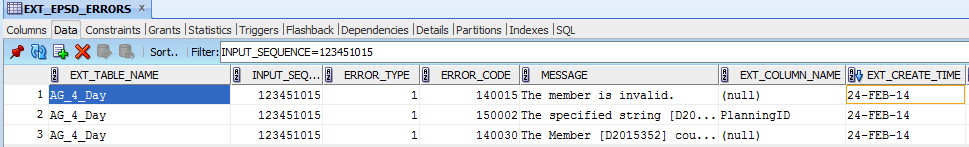 EXT_EPSD_ERRORS ×
Columns Data Constraints Grants Statistics Triggers Flashback Dependencies Details Partitions Indexes SQL
Sort.. Filter: INPUT_SEQUENCE=123451015
EXT_TABLE_NAME INPUT_SEQ... ERROR_TYPE ERROR_CODE MESSAGE EXT_COLUMN_NAME EXT_CREATE_TIME
1 AG_4_Day 123451015 1 140015 The member is invalid. (null) 24-FEB-14
2 AG_4_Day 123451015 1 150002 The specified string [D20... PlanningID 24-FEB-14
3 AG_4_Day 123451015 1 140030 The Member [D2015352] cou... (null) 24-FEB-14